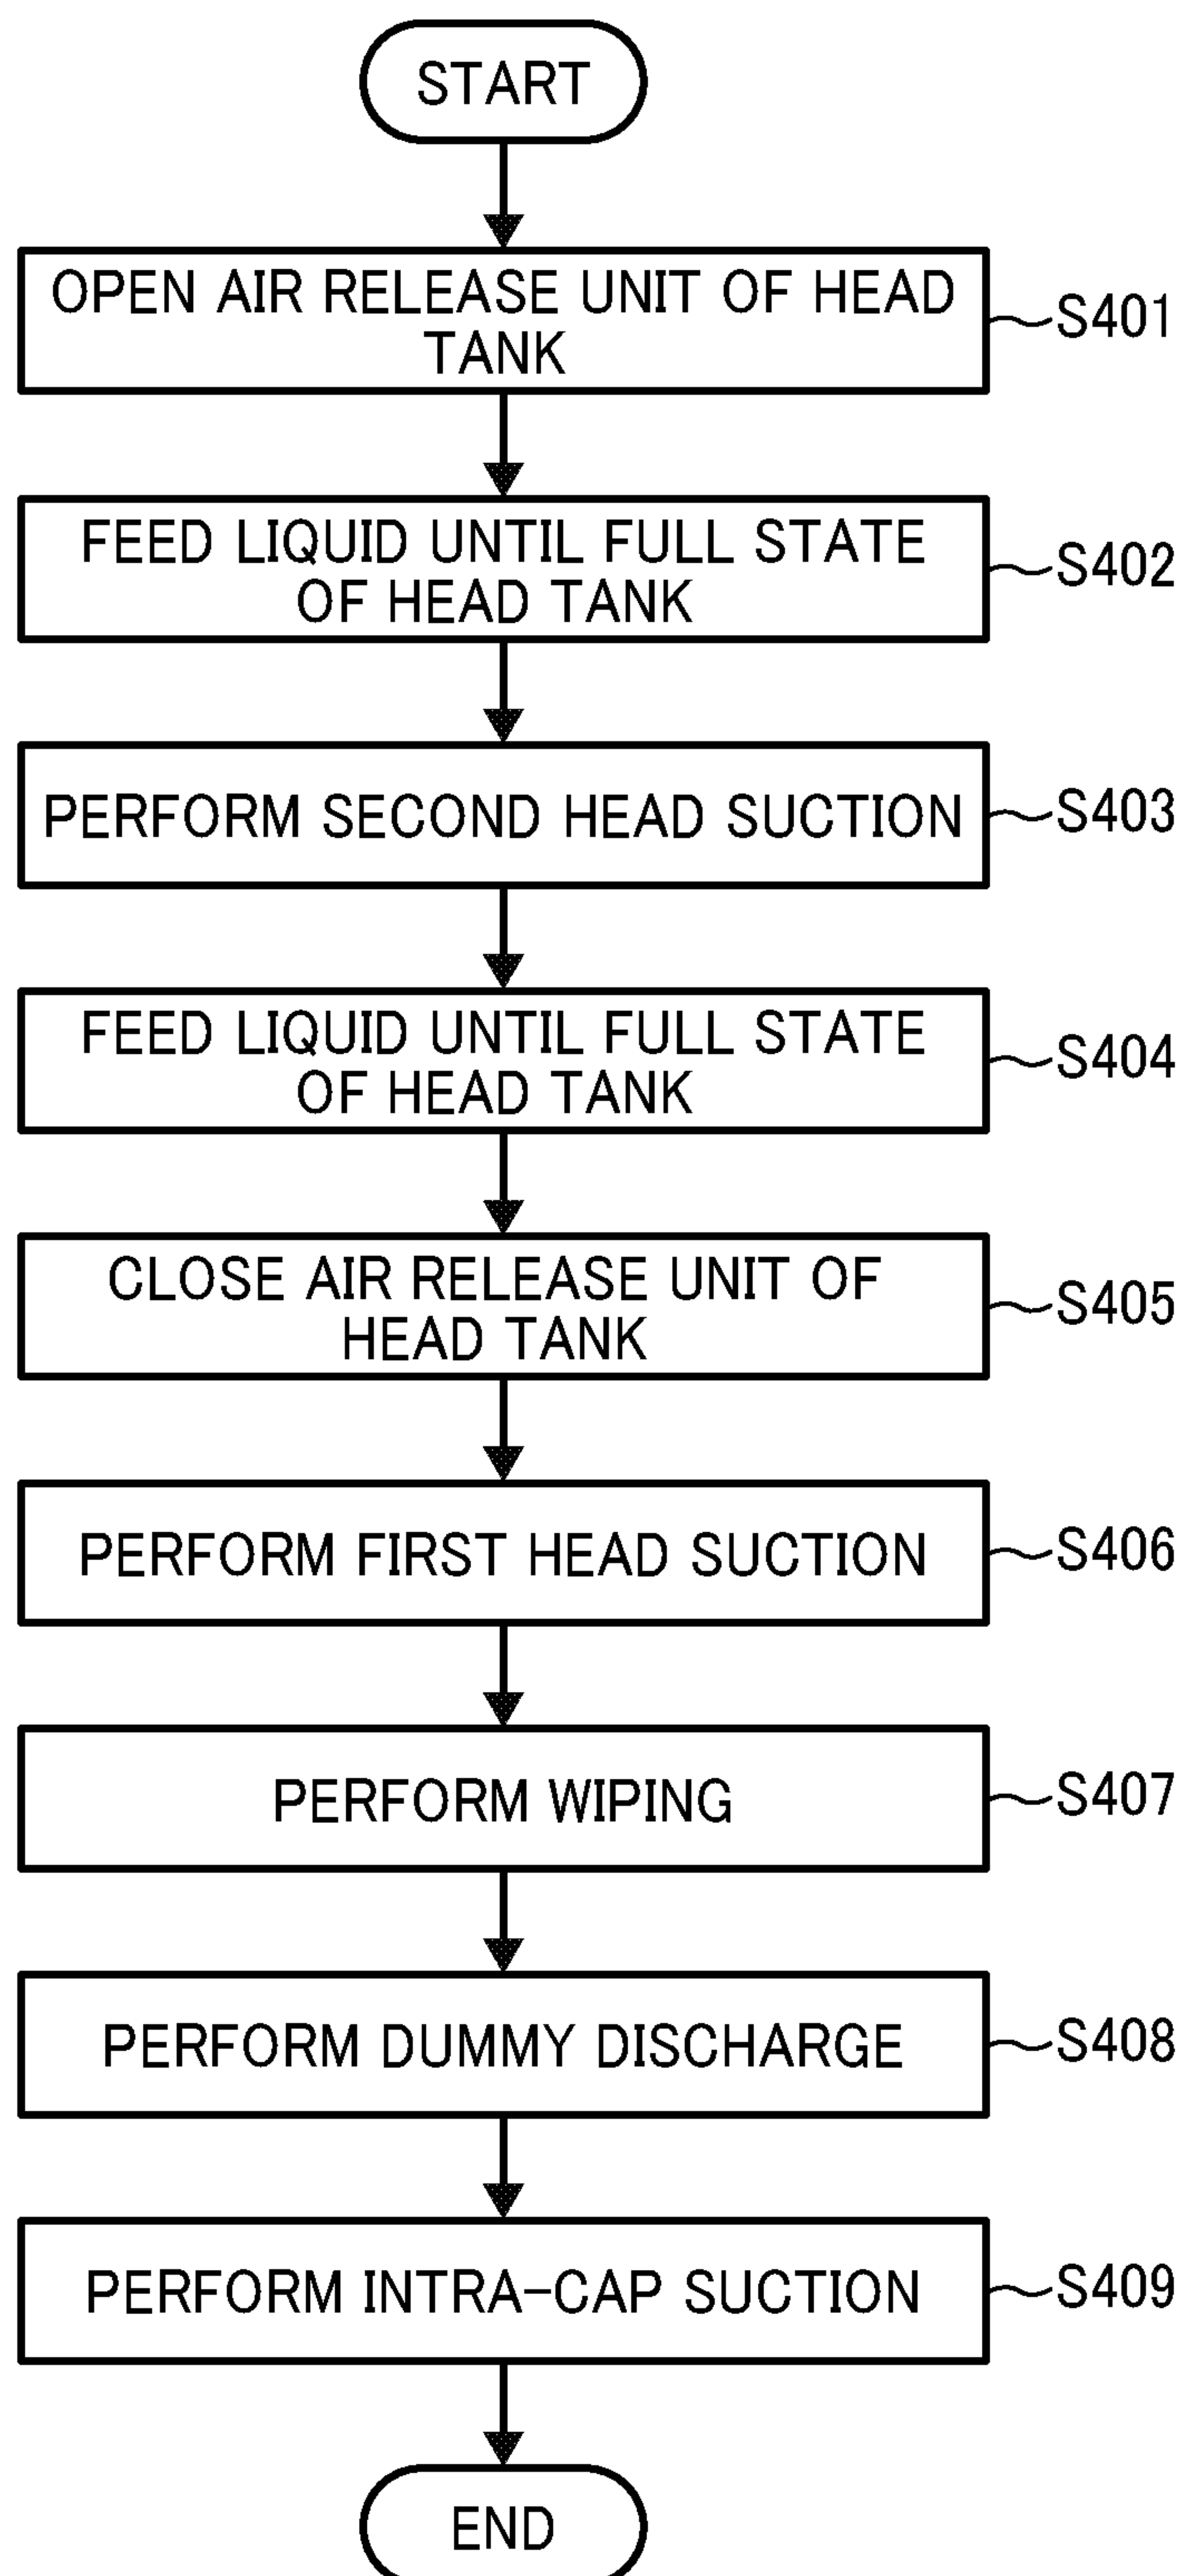 START
OPEN AIR RELEASE UNIT OF HEAD
TANK
S401
FEED LIQUID UNTIL FULL STATE
OF HEAD TANK
S402
PERFORM SECOND HEAD SUCTION
S403
FEED LIQUID UNTIL FULL STATE
OF HEAD TANK
S404
CLOSE AIR RELEASE UNIT OF
HEAD TANK
S405
PERFORM FIRST HEAD SUCTION
S406
PERFORM WIPING
S407
PERFORM DUMMY DISCHARGE
S408
PERFORM INTRA-CAP SUCTION
S409
END